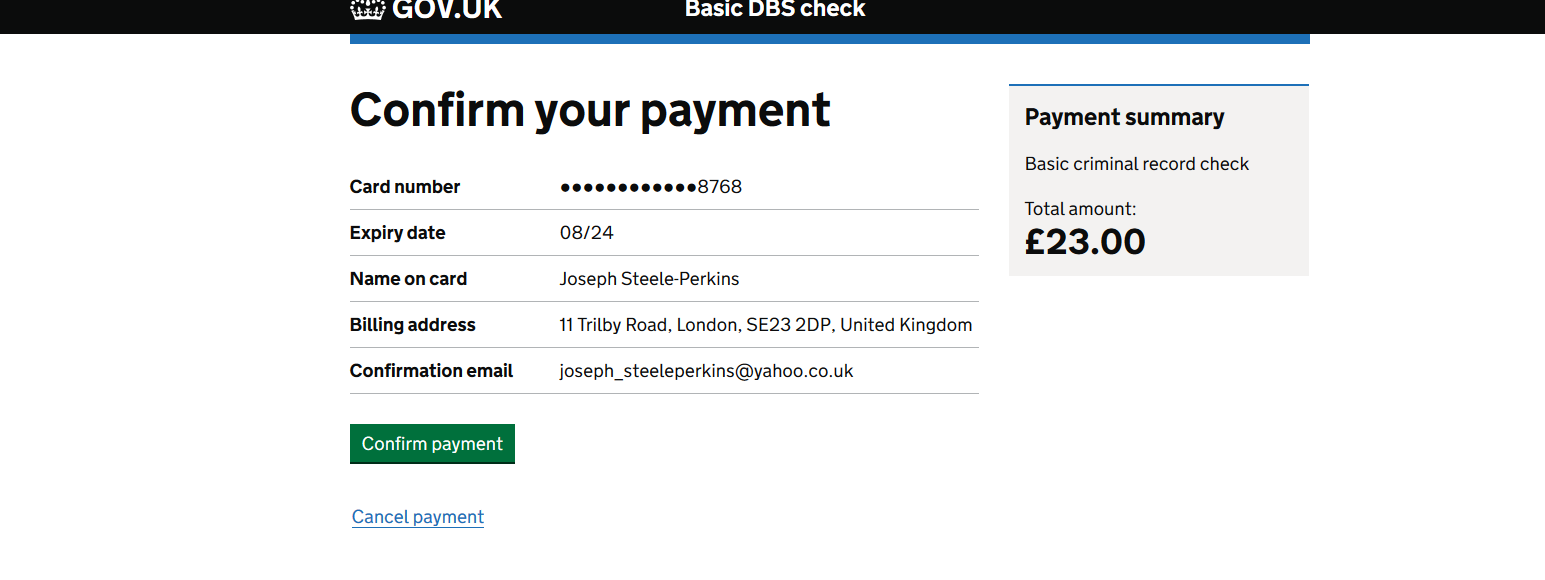 GOV.UK Basic DBS check
Confirm your payment
Card number ●●●●●●●●●●●●8768
Expiry date 08/24
Name on card Joseph Steele-Perkins
Billing address 11 Trilby Road, London, SE23 2DP, United Kingdom
Confirmation email joseph_steeleperkins@yahoo.co.uk
Confirm payment
Cancel payment
Payment summary
Basic criminal record check
Total amount:
£23.00